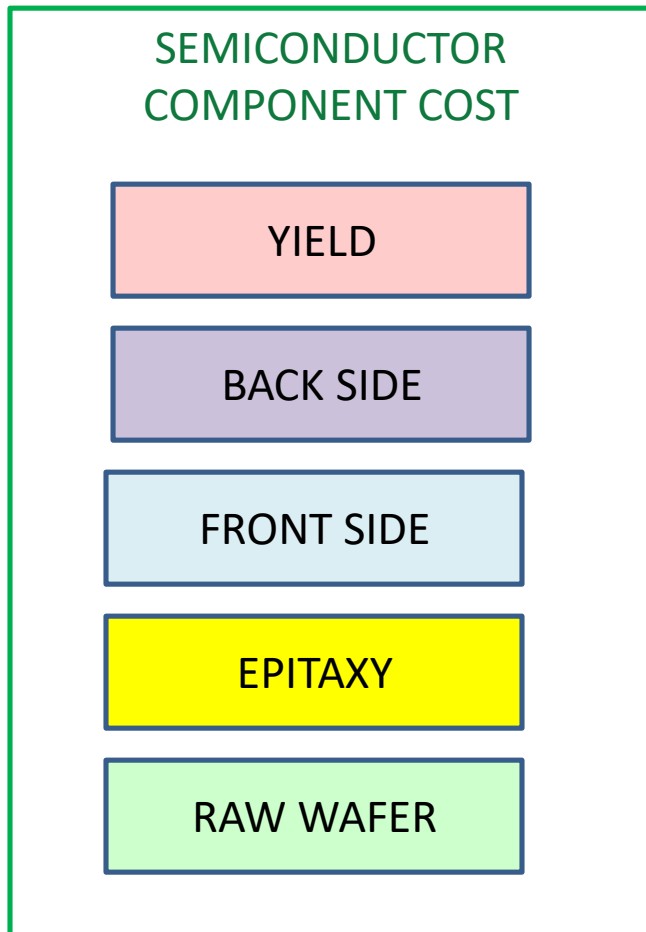 SEMICONDUCTOR
COMPONENT COST
YIELD
BACK SIDE
FRONT SIDE
EPITAXY
RAW WAFER